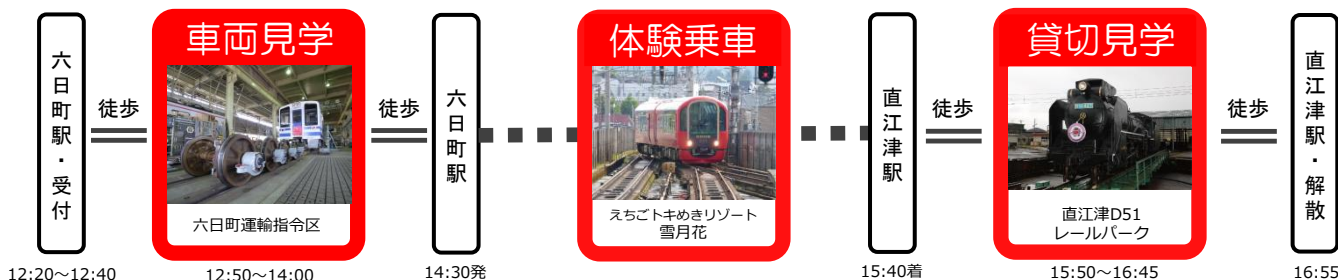 六日町駅・受付
12:20～12:40
徒歩
車両見学
六日町運輸指令区
12:50～14:00
徒歩
六日町駅
14:30発
体験乗車
えちごトキめきリゾート
雪月花
直江津駅
15:40着
徒歩
貸切見学
直江津D51
レールパーク
15:50～16:45
徒歩
直江津駅・解散
16:55